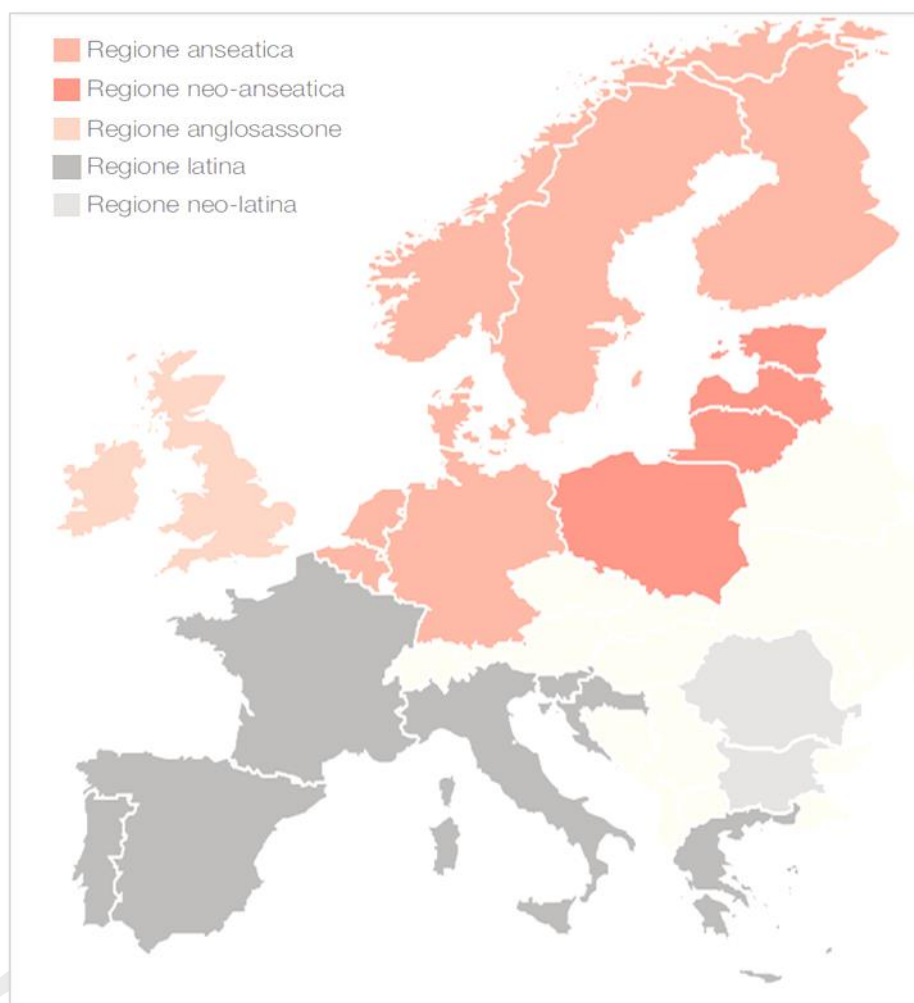 Regione anseatica
Regione neo-anseatica
Regione anglosassone
Regione latina
Regione neo-latina